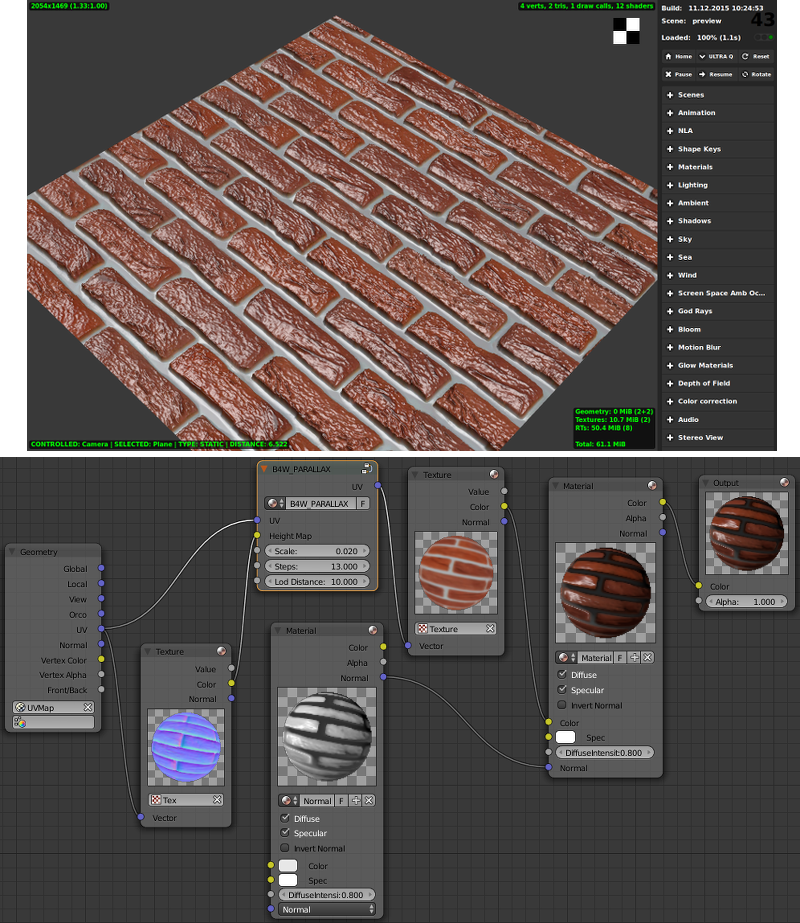 2054x1469 (1.33:1.00)
4 verts, 2 tris, 1 draw calls, 12 shaders
Build: 11.12.2015 10:24:53
43
Scene: preview
Loaded: 100% (1.1s)
Home ULTRA Q Reset
Pause Resume Rotate
Scenes
Animation
NLA
Shape Keys
Materials
Lighting
Ambient
Shadows
Sky
Sea
Wind
Screen Space Amb Oc...
God Rays
Bloom
Motion Blur
Glow Materials
Depth of Field
Color correction
Audio
Stereo View
Geometry: 0 MiB (2+2)
Textures: 10.7 MiB (2)
RTs: 50.4 MiB (8)
Total: 61.1 MiB
CONTROLLED: Camera | SELECTED: Plane | TYPE: STATIC | DISTANCE: 6.522
Geometry
Global
Local
View
Orco
UV
Normal
Vertex Color
Vertex Alpha
Front/Back
UVMap
Texture
Value
Color
Normal
Tex
Vector
B4W_PARALLAX
UV
B4W_PARALLAX F
UV
Height Map
Scale: 0.020
Steps: 13.000
Lod Distance: 10.000
Material
Color
Alpha
Normal
Normal F
Diffuse
Specular
Invert Normal
Color
Spec
DiffuseIntensi:0.800
Normal
Texture
Value
Color
Normal
Texture
Vector
Material
Color
Alpha
Normal
Material F
Diffuse
Specular
Invert Normal
Color
Spec
DiffuseIntensit:0.800
Normal
Output
Color
Alpha: 1.000